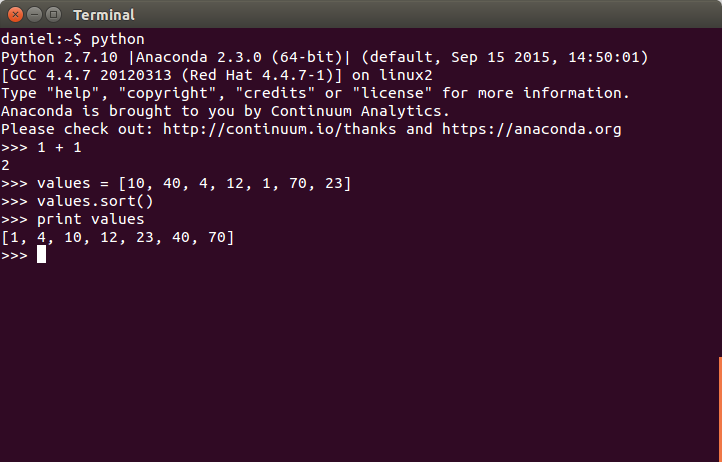 Terminal
daniel:~$ python
Python 2.7.10 |Anaconda 2.3.0 (64-bit)| (default, Sep 15 2015, 14:50:01)
[GCC 4.4.7 20120313 (Red Hat 4.4.7-1)] on linux2
Type "help", "copyright", "credits" or "license" for more information.
Anaconda is brought to you by Continuum Analytics.
Please check out: http://continuum.io/thanks and https://anaconda.org
>>> 1 + 1
2
>>> values = [10, 40, 4, 12, 1, 70, 23]
>>> values.sort()
>>> print values
[1, 4, 10, 12, 23, 40, 70]
>>>